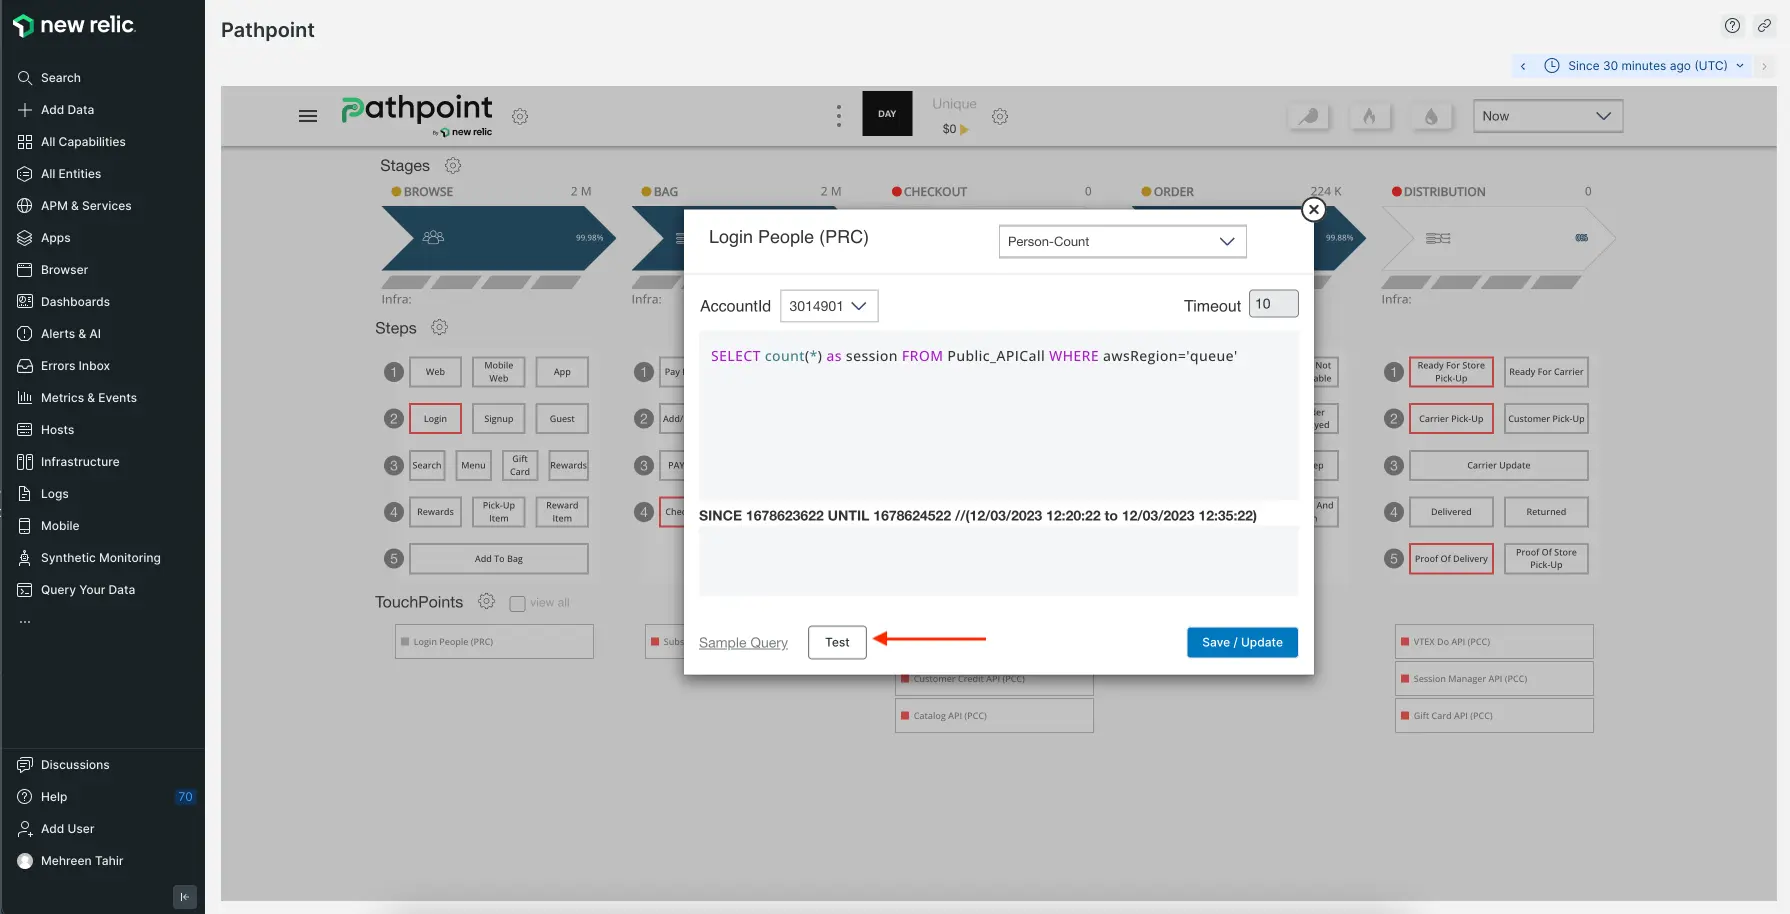 new relic.
Pathpoint
Search
Add Data
All Capabilities
All Entities
APM & Services
Apps
Browser
Dashboards
Alerts & AI
Errors Inbox
Metrics & Events
Hosts
Infrastructure
Logs
Mobile
Synthetic Monitoring
Query Your Data
...
Discussions
Help 70
Add User
Mehreen Tahir
Since 30 minutes ago (UTC)
Pathpoint
by new relic
DAY
Unique
$0
Now
Stages
BROWSE 2 M
BAG 2 M
CHECKOUT 0
ORDER 224 K
DISTRIBUTION 0
99.98%
99.88%
Infra:
Infra:
Infra:
Steps
1 Web Mobile Web App
2 Login Signup Guest
3 Search Menu Gift Card Rewards
4 Rewards Pick-Up Item Reward Item
5 Add To Bag
1 Pay
2 Add/
3 PAY
4 Chec
Not
able
der
yed
ep
And
1 Ready For Store Pick-Up Ready For Carrier
2 Carrier Pick-Up Customer Pick-Up
3 Carrier Update
4 Delivered Returned
5 Proof Of Delivery Proof Of Store Pick-Up
TouchPoints view all
Login People (PRC)
Subs
Customer Credit API (PCC)
Catalog API (PCC)
VTEX Do API (PCC)
Session Manager API (PCC)
Gift Card API (PCC)
Login People (PRC)
Person-Count
AccountId 3014901
Timeout 10
SELECT count(*) as session FROM Public_APICall WHERE awsRegion='queue'
SINCE 1678623622 UNTIL 1678624522 //(12/03/2023 12:20:22 to 12/03/2023 12:35:22)
Sample Query
Test
Save / Update